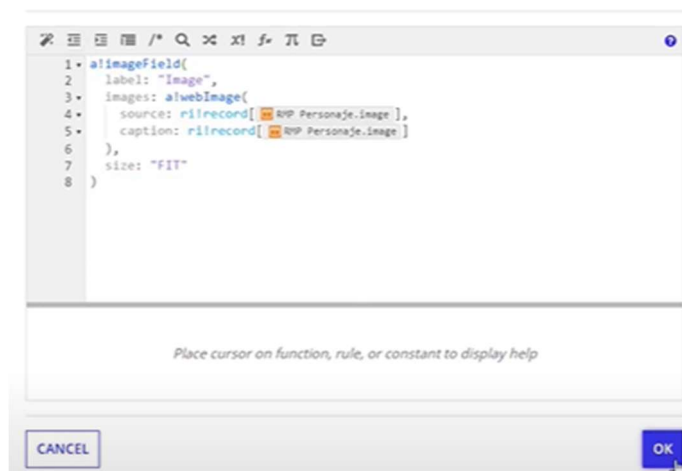 /*
x!
π
1 a!imageField(
2 label: "Image",
3 images: a!webImage(
4 source: ri!record[ RMP Personaje.image ],
5 caption: ri!record[ RMP Personaje.image ]
6 ),
7 size: "FIT"
8 )
Place cursor on function, rule, or constant to display help
CANCEL
OK